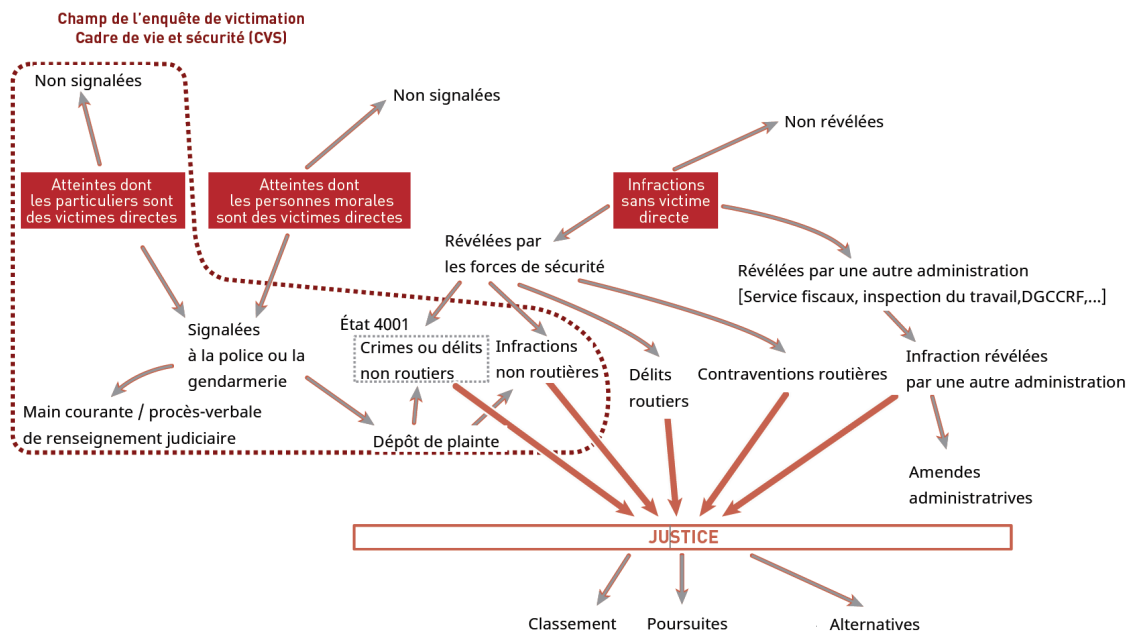 Champ de l'enquête de victimation
Cadre de vie et sécurité (CVS)
Non signalées
Non signalées
Non révélées
Atteintes dont
les particuliers sont
des victimes directes
Atteintes dont
les personnes morales
sont des victimes directes
Infractions
sans victime
directe
Révélées par
les forces de sécurité
Révélées par une autre administration
[Service fiscaux, inspection du travail,DGCCRF,...]
Signalées
à la police ou la
gendarmerie
État 4001
Crimes ou délits
non routiers
Infractions
non routières
Délits
routiers
Contraventions routières
Infraction révélées
par une autre administration
Main courante / procès-verbale
de renseignement judiciaire
Dépôt de plainte
Amendes
administratrives
JUSTICE
Classement
Poursuites
Alternatives